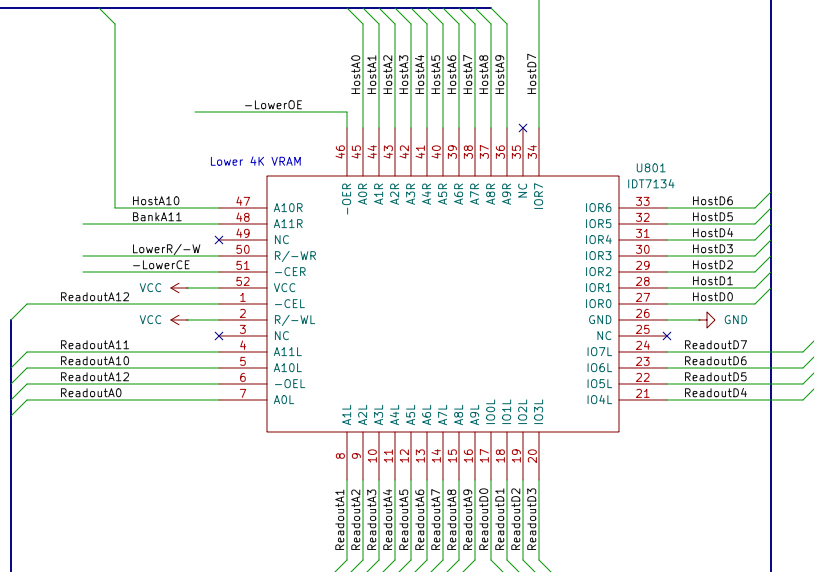 HostA0
HostA1
HostA2
HostA3
HostA4
HostA5
HostA6
HostA7
HostA8
HostA9
HostD7
-LowerOE
46
45
44
43
42
41
40
39
38
37
36
35
34
Lower 4K VRAM
U801
IDT7134
-OER
A0R
A1R
A2R
A3R
A4R
A5R
A6R
A7R
A8R
A9R
NC
IOR7
HostA10 47 A10R
BankA11 48 A11R
49 NC
LowerR/-W 50 R/-WR
-LowerCE 51 -CER
VCC 52 VCC
ReadoutA12 1 -CEL
VCC 2 R/-WL
3 NC
ReadoutA11 4 A11L
ReadoutA10 5 A10L
ReadoutA12 6 -OEL
ReadoutA0 7 A0L
IOR6 33 HostD6
IOR5 32 HostD5
IOR4 31 HostD4
IOR3 30 HostD3
IOR2 29 HostD2
IOR1 28 HostD1
IOR0 27 HostD0
GND 26 GND
NC 25
IO7L 24 ReadoutD7
IO6L 23 ReadoutD6
IO5L 22 ReadoutD5
IO4L 21 ReadoutD4
A1L
A2L
A3L
A4L
A5L
A6L
A7L
A8L
A9L
IO0L
IO1L
IO2L
IO3L
8
9
10
11
12
13
14
15
16
17
18
19
20
ReadoutA1
ReadoutA2
ReadoutA3
ReadoutA4
ReadoutA5
ReadoutA6
ReadoutA7
ReadoutA8
ReadoutA9
ReadoutD0
ReadoutD1
ReadoutD2
ReadoutD3